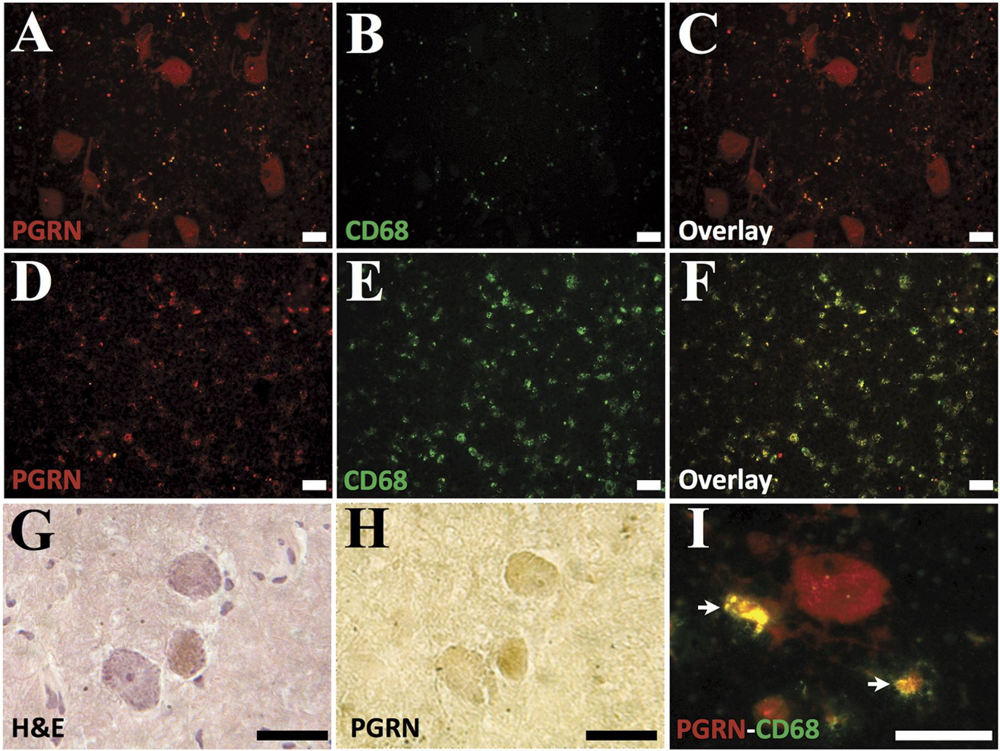 A
PGRN
B
CD68
C
Overlay
D
PGRN
E
CD68
F
Overlay
G
H&E
H
PGRN
I
PGRN-CD68